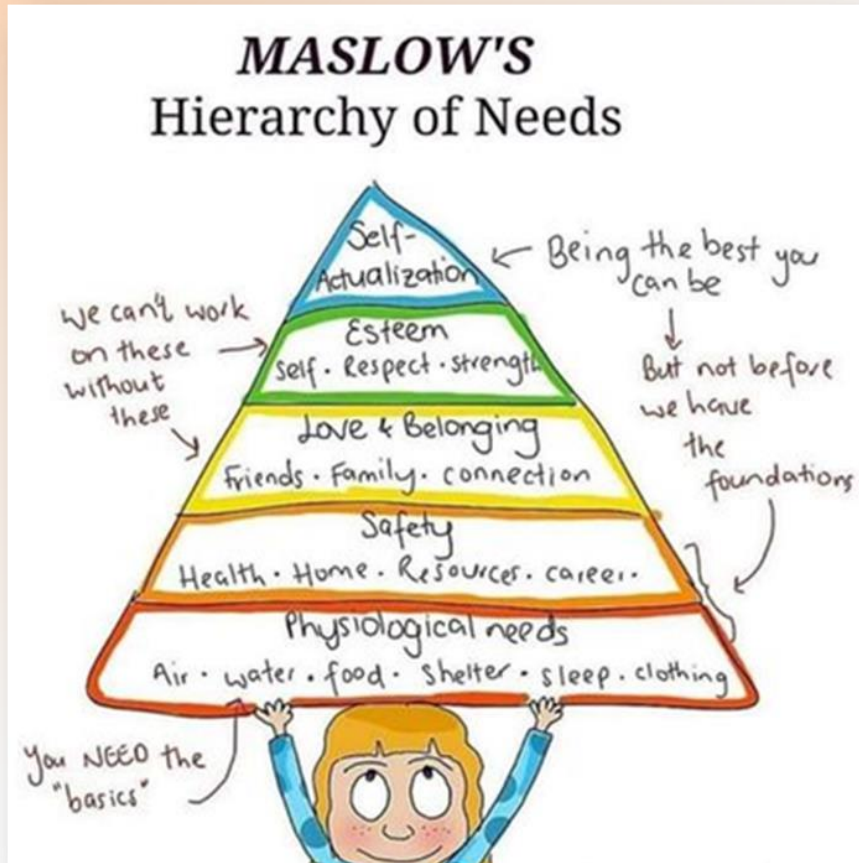 MASLOW'S
Hierarchy of Needs
Self-
Actualization
← Being the best you
can be
↓
But not before
we have
the
foundations
we can't work
on these →
without
these
Esteem
Self • Respect • strength
Love & Belonging
Friends • Family • connection
Safety
Health • Home • Resources • career •
Physiological needs
Air • water • food • Shelter • sleep • clothing
You NEED the
"basics"